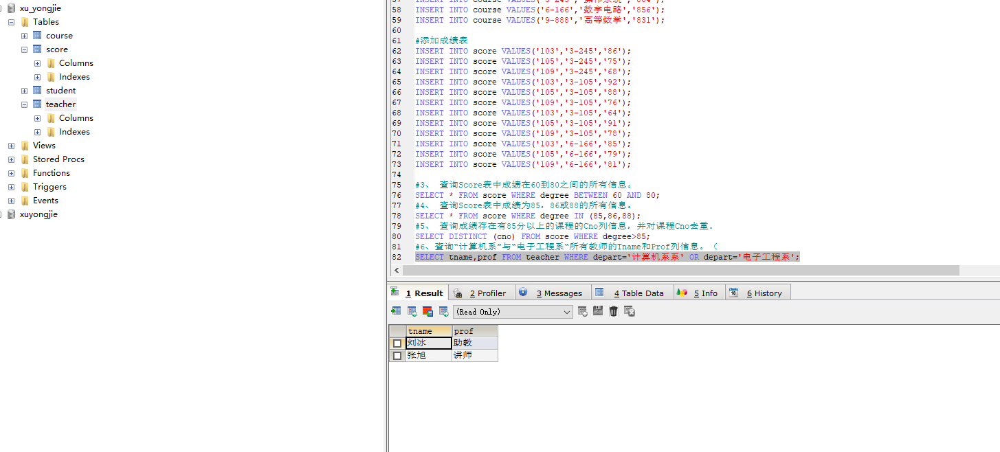 xu_yongjie
Tables
course
score
Columns
Indexes
student
teacher
Columns
Indexes
Views
Stored Procs
Functions
Triggers
Events
xuyongjie
58 INSERT INTO course VALUES('6-166','数字电路','856');
59 INSERT INTO course VALUES('9-888','高等数学','831');
60
61 #添加成绩表
62 INSERT INTO score VALUES('103','3-245','86');
63 INSERT INTO score VALUES('105','3-245','75');
64 INSERT INTO score VALUES('109','3-245','68');
65 INSERT INTO score VALUES('103','3-105','92');
66 INSERT INTO score VALUES('105','3-105','88');
67 INSERT INTO score VALUES('109','3-105','76');
68 INSERT INTO score VALUES('103','3-105','64');
69 INSERT INTO score VALUES('105','3-105','91');
70 INSERT INTO score VALUES('109','3-105','78');
71 INSERT INTO score VALUES('103','6-166','85');
72 INSERT INTO score VALUES('105','6-166','79');
73 INSERT INTO score VALUES('109','6-166','81');
74
75 #3、 查询Score表中成绩在60到80之间的所有信息。
76 SELECT * FROM score WHERE degree BETWEEN 60 AND 80;
77 #4、 查询Score表中成绩为85，86或88的所有信息。
78 SELECT * FROM score WHERE degree IN (85,86,88);
79 #5、 查询成绩存在有85分以上的课程的Cno列信息，并对课程Cno去重.
80 SELECT DISTINCT (cno) FROM score WHERE degree>85;
81 #6、查询“计算机系”与“电子工程系“所有教师的Tname和Prof列信息。（
82 SELECT tname,prof FROM teacher WHERE depart='计算机系系' OR depart='电子工程系';
1 Result 2 Profiler 3 Messages 4 Table Data 5 Info 6 History
(Read Only)
tname prof
刘冰 助教
张旭 讲师